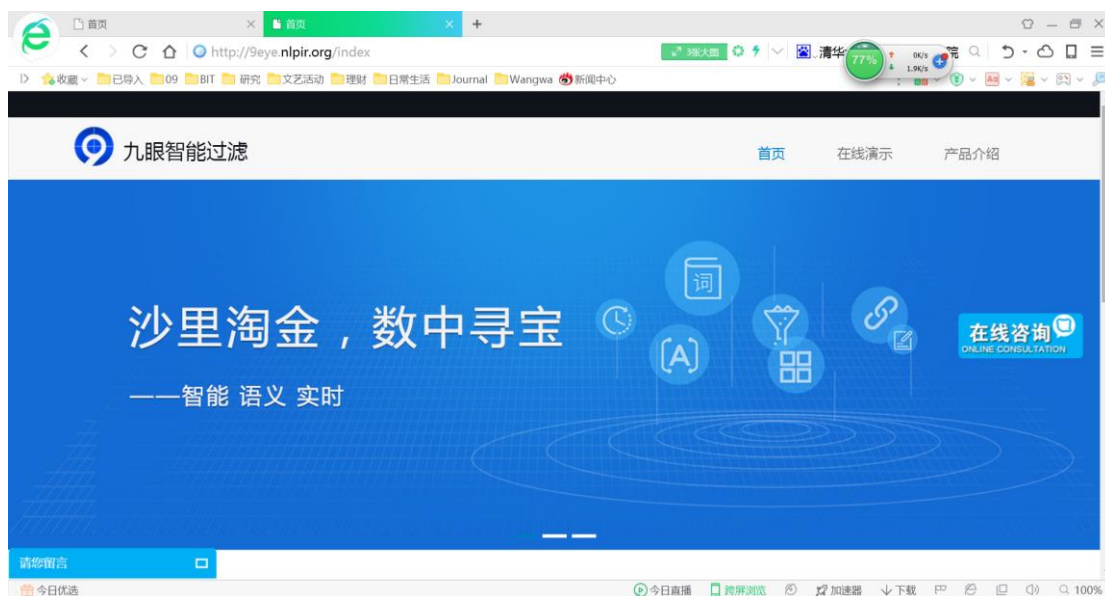 首页 首页
http://9eye.nlpir.org/index 3张大图 清华 77% 0K/s 1.9K/s 院
收藏 已导入 09 BIT 研究 文艺活动 理财 日常生活 Journal Wangwa 新闻中心
九眼智能过滤 首页 在线演示 产品介绍
词
沙里淘金，数中寻宝
[A]
在线咨询
ONLINE CONSULTATION
——智能 语义 实时
请您留言
今日优选 今日直播 跨屏浏览 加速器 下载 100%